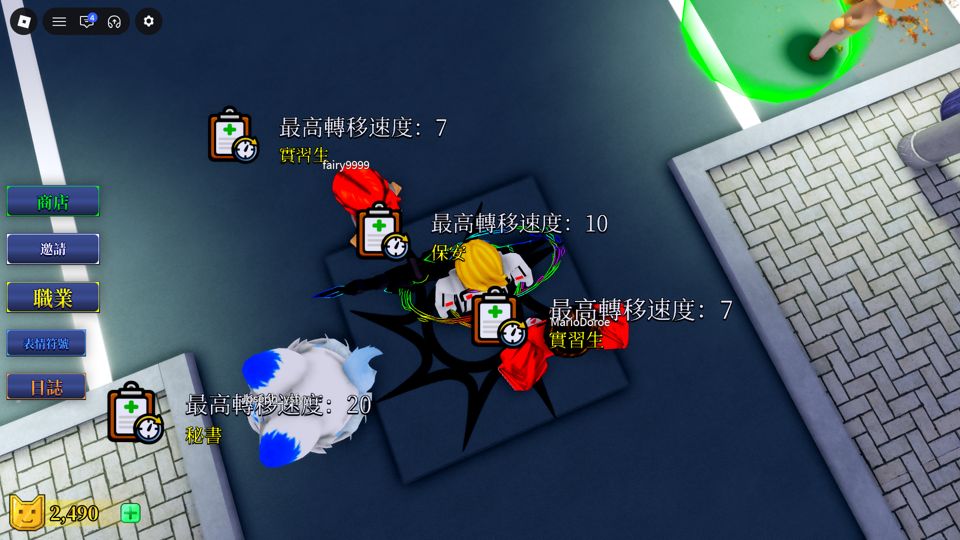 4
最高轉移速度：7
實習生
fairy9999
最高轉移速度：10
保安
最高轉移速度：7
MarioDoroe
實習生
最高轉移速度：20
秘書
商店
邀請
職業
表情符號
日誌
2,490